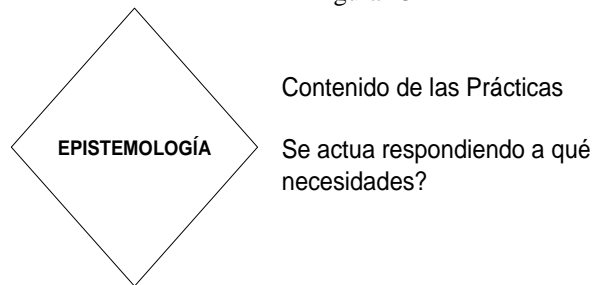 Contenido de las Prácticas
EPISTEMOLOGÍA
Se actua respondiendo a qué
necesidades?